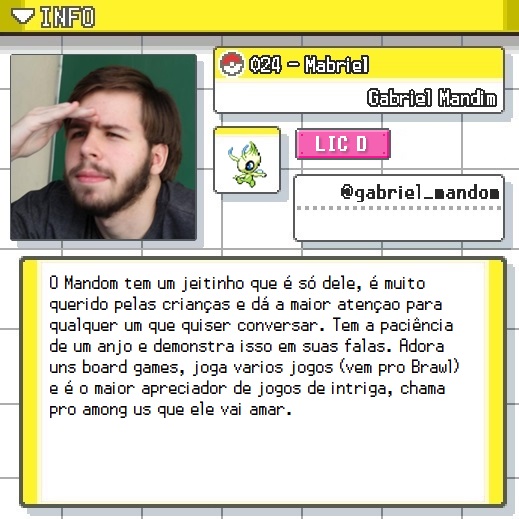 INFO
024 - Mabriel
Gabriel Mandim
LIC D
@gabriel_mandom
O Mandom tem um jeitinho que é só dele, é muito
querido pelas crianças e dá a maior atençao para
qualquer um que quiser conversar. Tem a paciência
de um anjo e demonstra isso em suas falas. Adora
uns board games, joga varios jogos (vem pro Brawl)
e é o maior apreciador de jogos de intriga, chama
pro among us que ele vai amar.